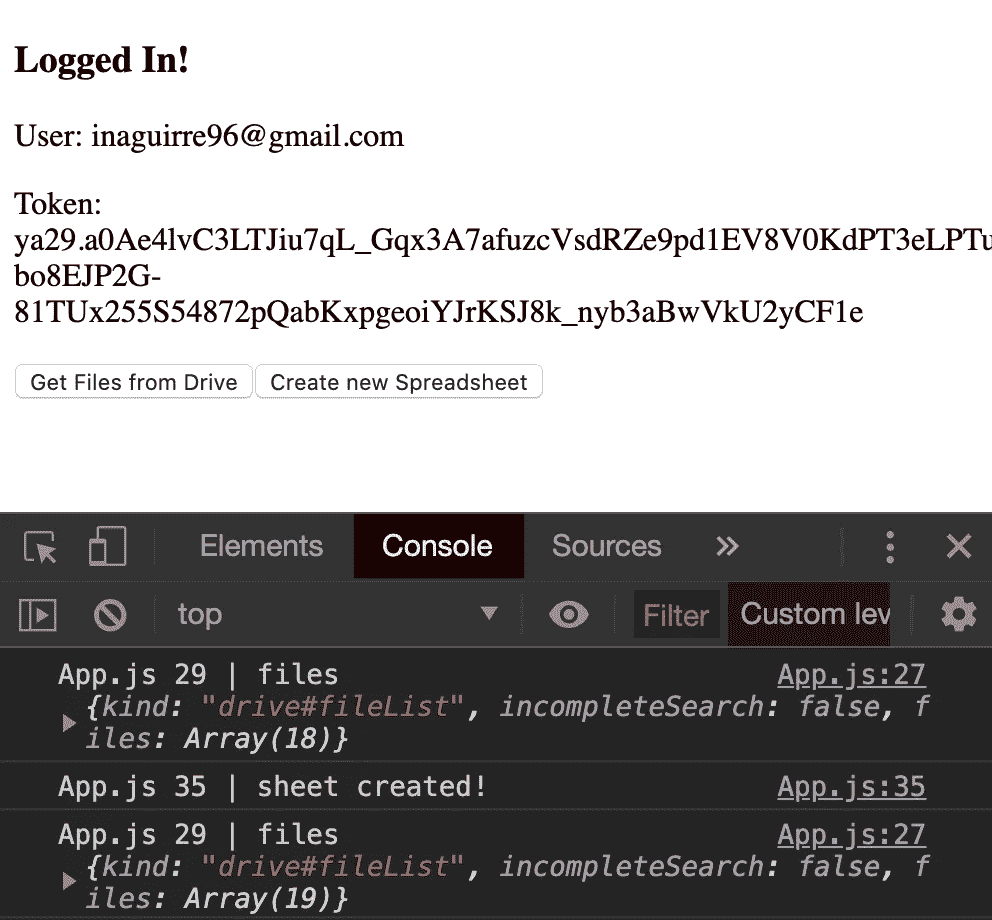 Logged In!
User: inaguirre96@gmail.com
Token:
ya29.a0Ae4lvC3LTJiu7qL_Gqx3A7afuzcVsdRZe9pd1EV8V0KdPT3eLPTu
bo8EJP2G-
81TUx255S54872pQabKxpgeoiYJrKSJ8k_nyb3aBwVkU2yCF1e
Get Files from Drive Create new Spreadsheet
Elements Console Sources »
top Filter Custom lev
App.js 29 | files App.js:27
{kind: "drive#fileList", incompleteSearch: false, f
iles: Array(18)}
App.js 35 | sheet created! App.js:35
App.js 29 | files App.js:27
{kind: "drive#fileList", incompleteSearch: false, f
iles: Array(19)}